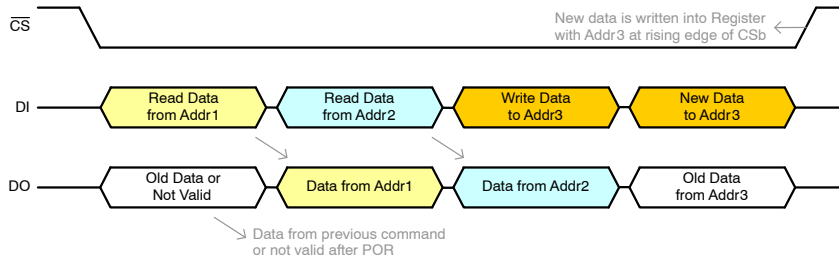 CS
New data is written into Register
with Addr3 at rising edge of CSb
DI
Read Data
from Addr1
Read Data
from Addr2
Write Data
to Addr3
New Data
to Addr3
DO
Old Data or
Not Valid
Data from Addr1
Data from Addr2
Old Data
from Addr3
Data from previous command
or not valid after POR